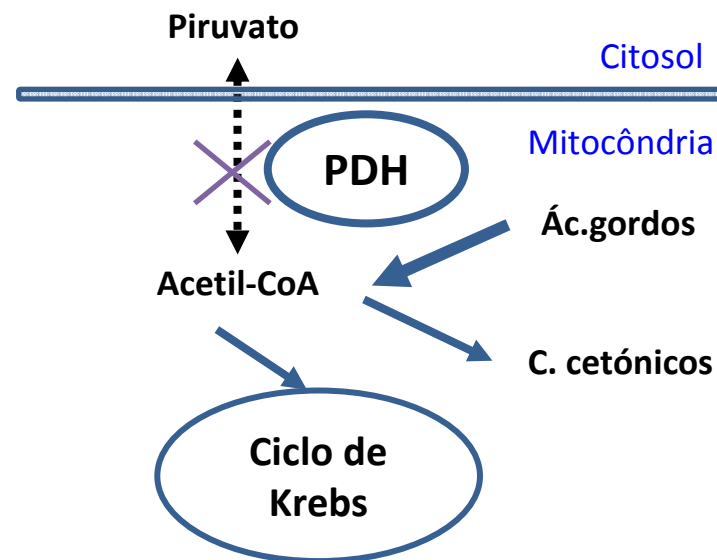 Piruvato
Citosol
Mitocôndria
PDH
Ác.gordos
Acetil-CoA
C. cetónicos
Ciclo de
Krebs